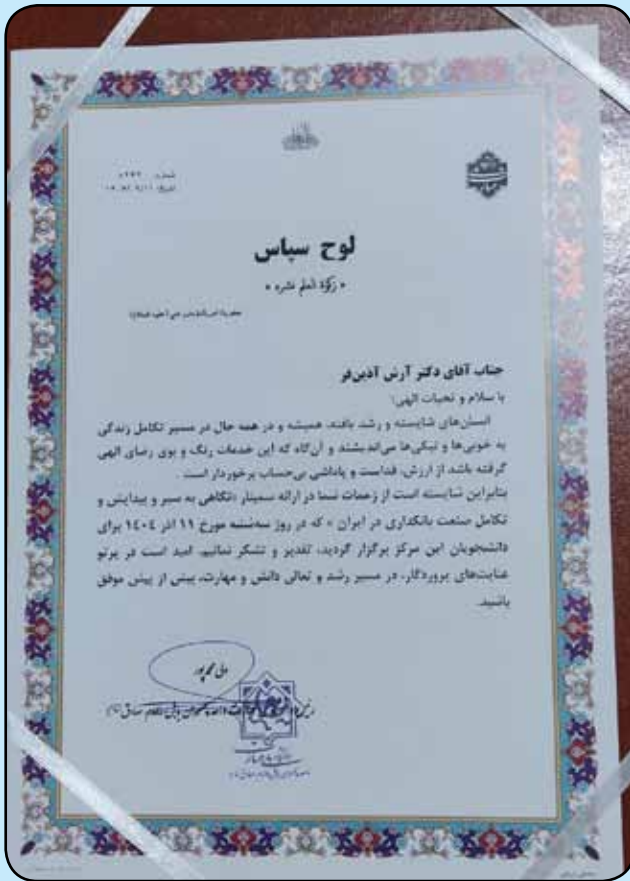 شماره:
تاریخ:
لوح سپاس
« زکوة العلم نشره »
جناب آقای دکتر آرش آذین‌فر
با سلام و تحیات الهی؛
انسان‌های شایسته و رشد یافته، همیشه و در همه حال در مسیر تکامل زندگی
به خوبی‌ها و نیکی‌ها می‌اندیشند و آن‌گاه که این خدمات رنگ و بوی رضای الهی
گرفته باشد از ارزش، قداست و پاداشی بی‌حساب برخوردار است .
بنابراین شایسته است از زحمات شما در ارائه سمینار «نگاهی به سیر و پیدایش و
تکامل صنعت بانکداری در ایران » که در روز سه‌شنبه مورخ ۱۱ آذر ۱۴۰۴ برای
دانشجویان این مرکز برگزار گردید، تقدیر و تشکر نمائیم. امید است در پرتو
عنایت‌های پروردگار، در مسیر رشد و تعالی دانش و مهارت، بیش از پیش موفق
باشید.